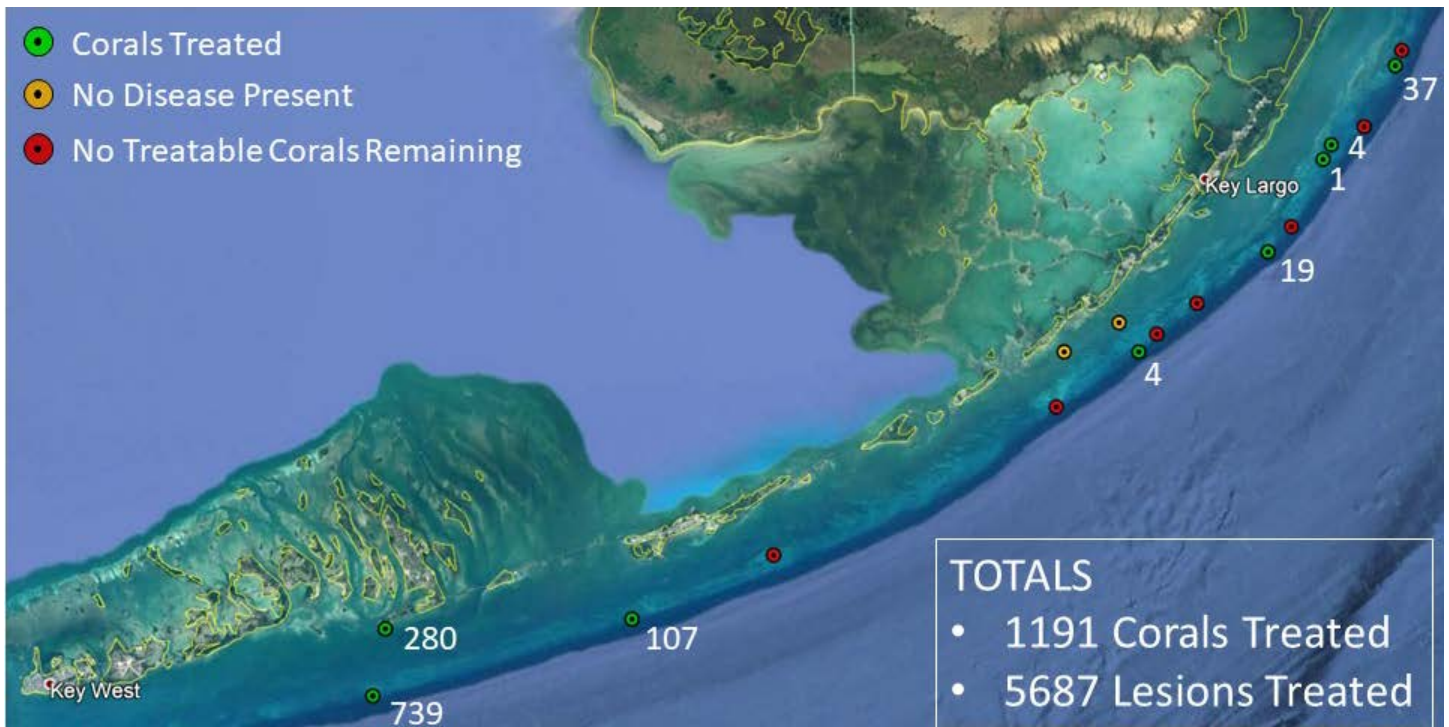 Corals Treated
No Disease Present
No Treatable Corals Remaining
37
4
1
Key Largo
19
4
280
107
Key West
739
TOTALS
• 1191 Corals Treated
• 5687 Lesions Treated